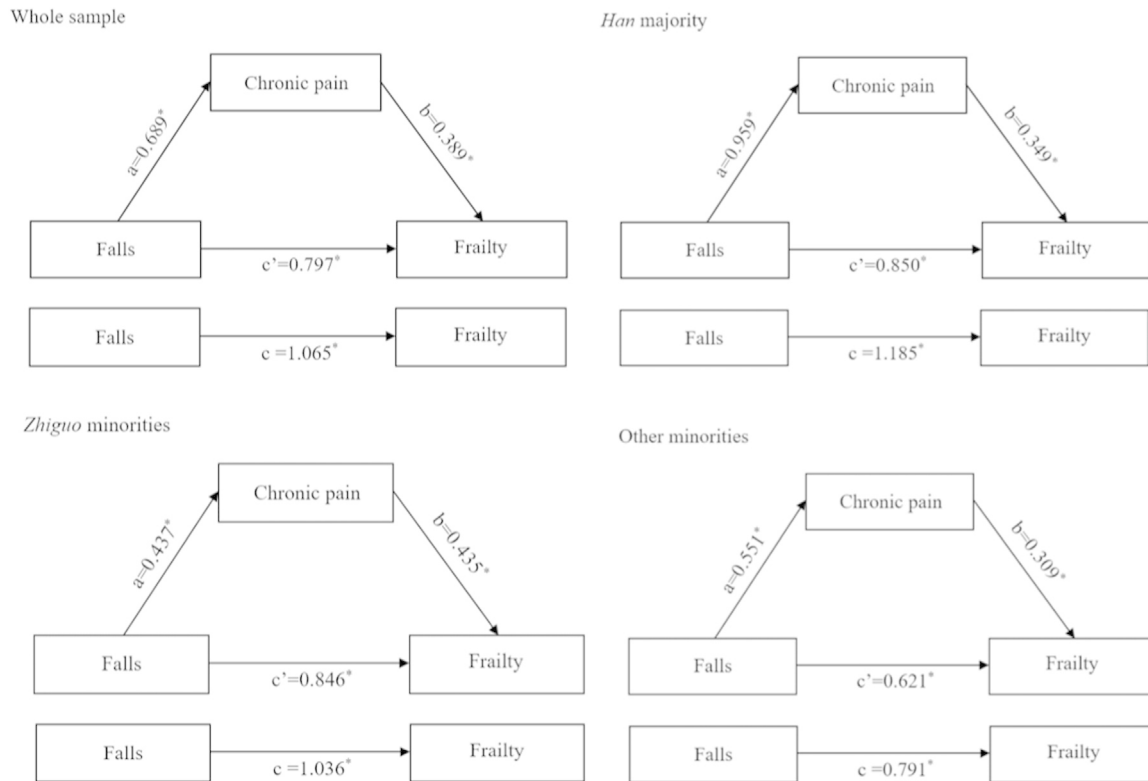 Whole sample
Chronic pain
a=0.689*
b=0.389*
Falls
Frailty
c’=0.797*
Falls
Frailty
c =1.065*
Han majority
Chronic pain
a=0.959*
b=0.349*
Falls
Frailty
c’=0.850*
Falls
Frailty
c =1.185*
Zhiguo minorities
Chronic pain
a=0.437*
b=0.435*
Falls
Frailty
c’=0.846*
Falls
Frailty
c =1.036*
Other minorities
Chronic pain
a=0.551*
b=0.309*
Falls
Frailty
c’=0.621*
Falls
Frailty
c =0.791*